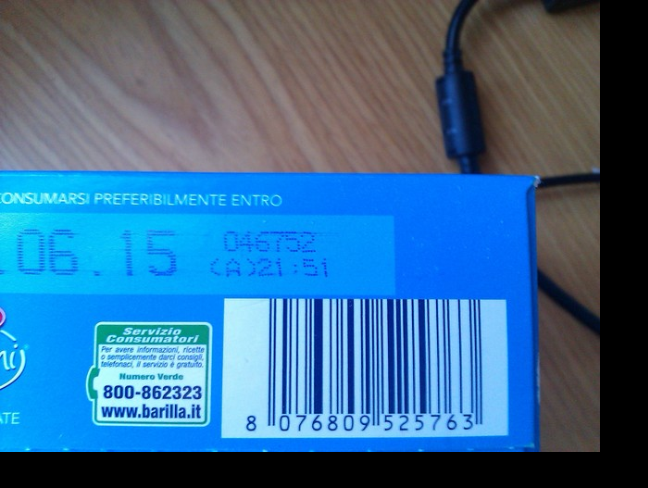 CONSUMARSI PREFERIBILMENTE ENTRO
.06.15
046752
(A)21:51
Servizio
Consumatori
Per avere informazioni, ricette
o semplicemente darci consigli,
telefonaci, il servizio è gratuito.
Numero Verde
800-862323
www.barilla.it
ni
ATE
8 076809 525763